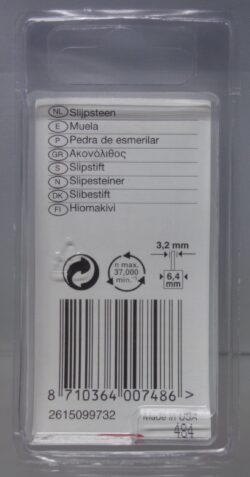 NL Slijpsteen
E Muela
P Pedra de esmerilar
GR Ακονόλιθος
S Slipstift
N Slipesteiner
DK Slibestift
FI Hiomakivi
3,2 mm
n max.
37,000
min.⁻¹
6,4
mm
8 710364 007486 >
2615099732
Made in USA
484